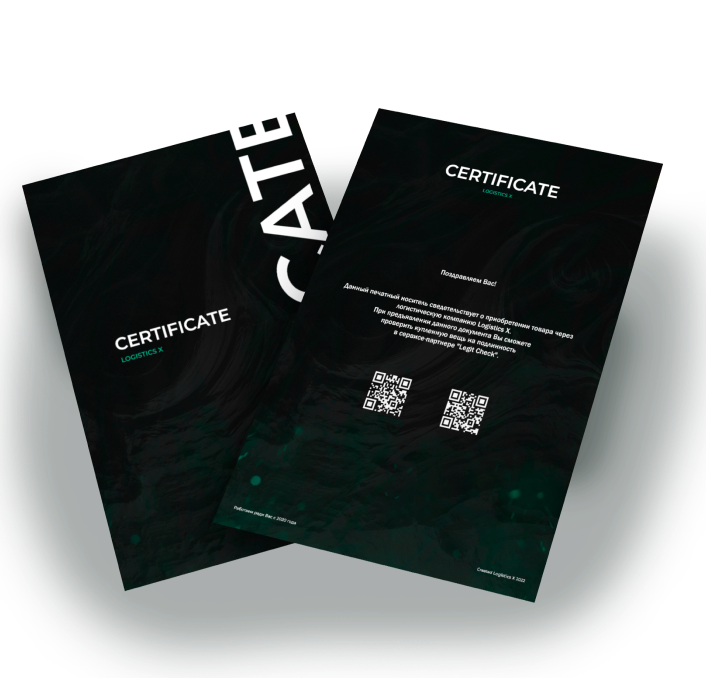 CATE
CERTIFICATE
LOGISTICS X
CERTIFICATE
LOGISTICS X
Поздравляем Вас!
Данный печатный носитель сведетельствует о приобретении товара через
логистическую компанию Logistics X.
При предъявлении данного документа Вы сможете
проверить купленную вещь на подлинность
в сервисе-партнере "Legit Check".
Работаем ради Вас с 2020 года
Logistics X 2022